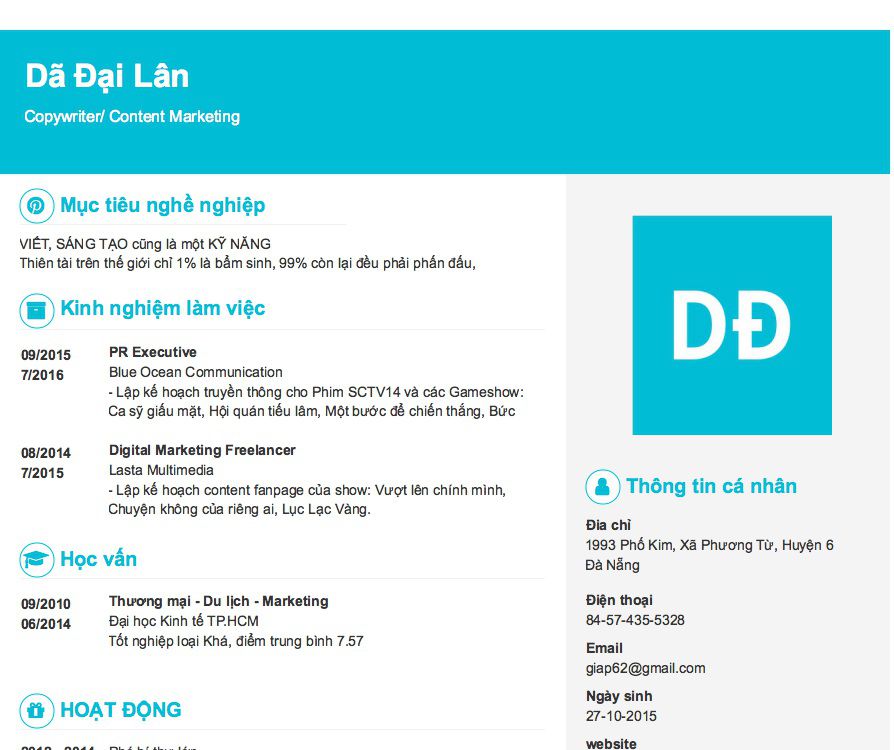 Dã Đại Lân
Copywriter/ Content Marketing
Mục tiêu nghề nghiệp
VIẾT, SÁNG TẠO cũng là một KỸ NĂNG
Thiên tài trên thế giới chỉ 1% là bẩm sinh, 99% còn lại đều phải phấn đấu,
Kinh nghiệm làm việc
09/2015
7/2016
PR Executive
Blue Ocean Communication
- Lập kế hoạch truyền thông cho Phim SCTV14 và các Gameshow:
Ca sỹ giấu mặt, Hội quán tiếu lâm, Một bước để chiến thắng, Bức
08/2014
7/2015
Digital Marketing Freelancer
Lasta Multimedia
- Lập kế hoạch content fanpage của show: Vượt lên chính mình,
Chuyện không của riêng ai, Lục Lạc Vàng.
Học vấn
09/2010
06/2014
Thương mại - Du lịch - Marketing
Đại học Kinh tế TP.HCM
Tốt nghiệp loại Khá, điểm trung bình 7.57
HOẠT ĐỘNG
2012 - 2014
DĐ
Thông tin cá nhân
Địa chỉ
1993 Phố Kim, Xã Phương Từ, Huyện 6
Đà Nẵng
Điện thoại
84-57-435-5328
Email
giap62@gmail.com
Ngày sinh
27-10-2015
website